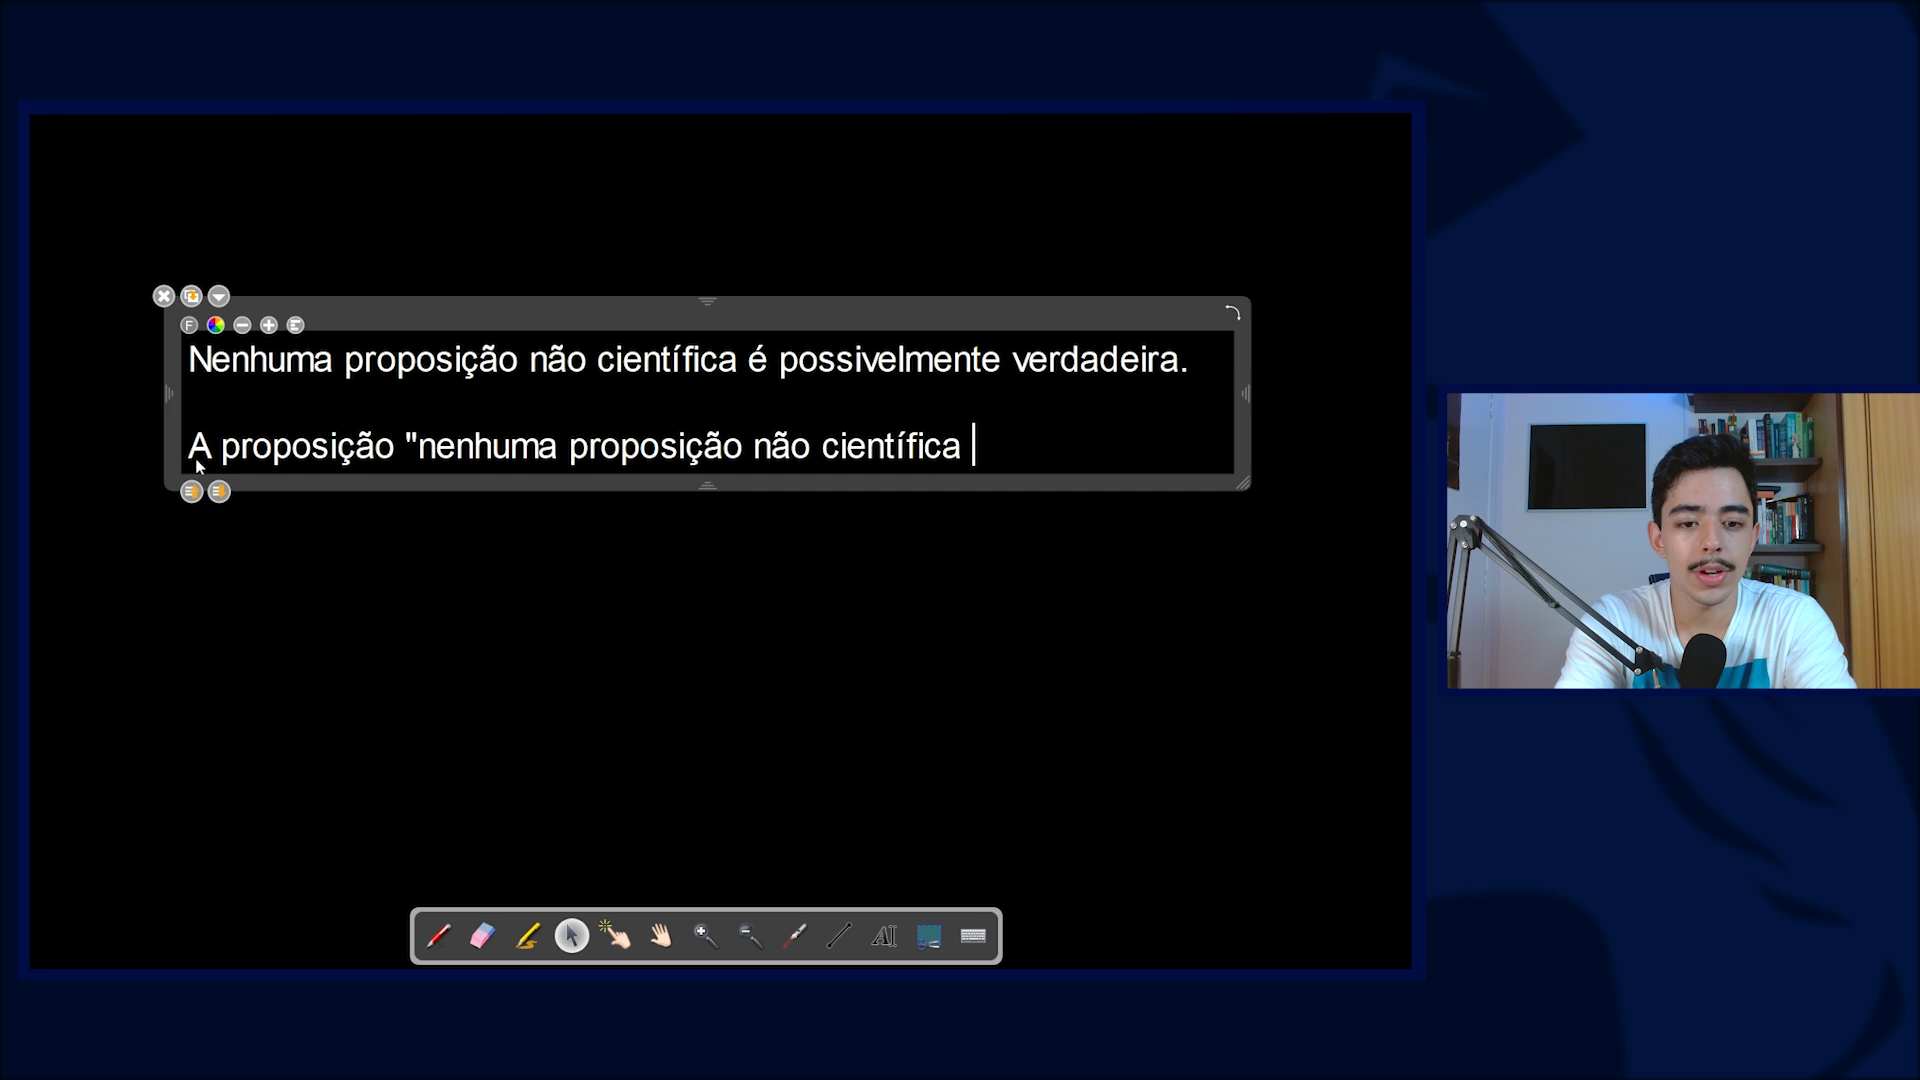 Nenhuma proposição não científica é possivelmente verdadeira.
A proposição "nenhuma proposição não científica